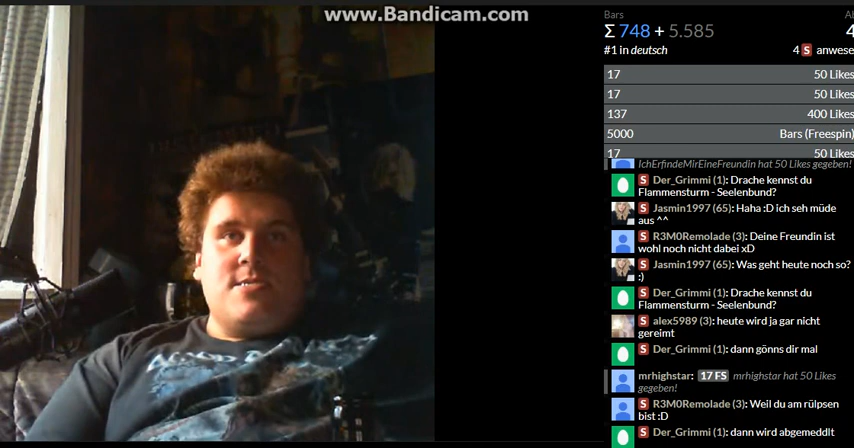 www.Bandicam.com
Bars
Σ 748 + 5.585
#1 in deutsch
4 S anwese
17 50 Likes
17 50 Likes
137 400 Likes
5000 Bars (Freespin)
17 50 Likes
IchErfindeMirEineFreundin hat 50 Likes gegeben!
S Der_Grimmi (1): Drache kennst du
Flammensturm - Seelenbund?
S Jasmin1997 (65): Haha :D ich seh müde
aus ^^
S R3M0Remolade (3): Deine Freundin ist
wohl noch nicht dabei xD
S Jasmin1997 (65): Was geht heute noch so?
:)
S Der_Grimmi (1): Drache kennst du
Flammensturm - Seelenbund?
S alex5989 (3): heute wird ja gar nicht
gereimt
S Der_Grimmi (1): dann gönns dir mal
mrhighstar: 17 FS mrhighstar hat 50 Likes
gegeben!
S R3M0Remolade (3): Weil du am rülpsen
bist :D
S Der_Grimmi (1): dann wird abgemeddlt